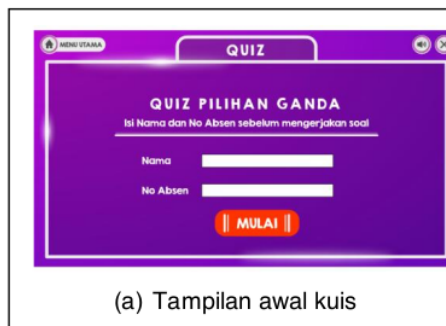 MENU UTAMA
QUIZ
QUIZ PILIHAN GANDA
Isi Nama dan No Absen sebelum mengerjakan soal
Nama
No Absen
MULAI
(a) Tampilan awal kuis